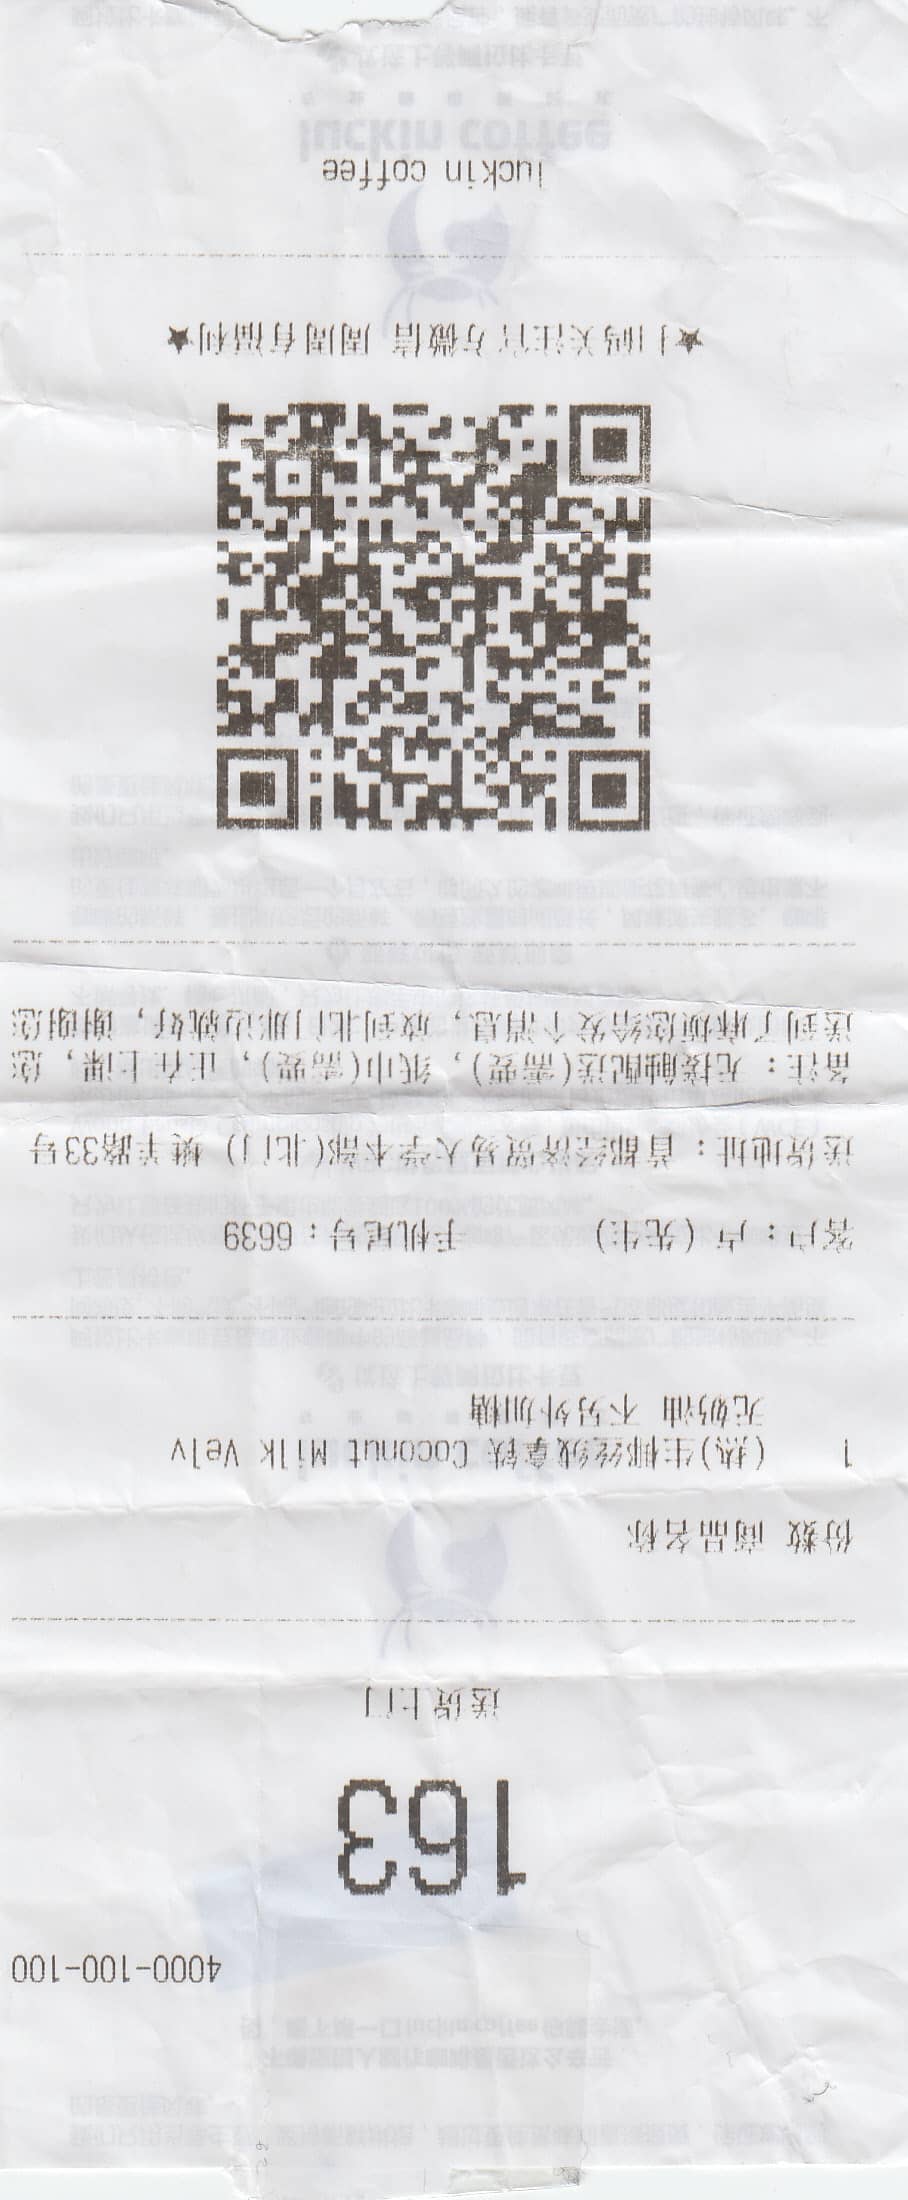 4000-100-100
163
送货上门
份数 商品名称
1 (热)生椰丝绒拿铁 Coconut Milk Velv
无奶油 不另外加糖
客户：卢 (先生) 手机尾号：6639
送货地址：首都经济贸易大学本部(北门) 樊羊路33号
备注：无接触配送(需要)，纸巾(需要)，正在上课，您
送到了麻烦您给发个消息，放到北门那边就好，谢谢您
★扫码关注官方微信 周周有福利★
luckin coffee